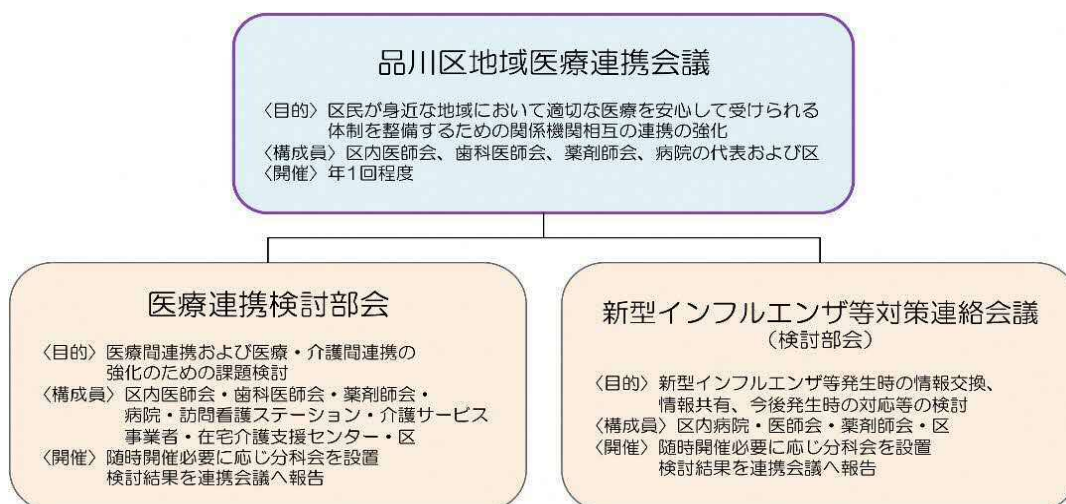 品川区地域医療連携会議
〈目的〉区民が身近な地域において適切な医療を安心して受けられる
体制を整備するための関係機関相互の連携の強化
〈構成員〉区内医師会、歯科医師会、薬剤師会、病院の代表および区
〈開催〉年1回程度
医療連携検討部会
〈目的〉医療間連携および医療・介護間連携の
強化のための課題検討
〈構成員〉区内医師会・歯科医師会・薬剤師会・
病院・訪問看護ステーション・介護サービス
事業者・在宅介護支援センター・区
〈開催〉随時開催必要に応じ分科会を設置
検討結果を連携会議へ報告
新型インフルエンザ等対策連絡会議
（検討部会）
〈目的〉新型インフルエンザ等発生時の情報交換、
情報共有、今後発生時の対応等の検討
〈構成員〉区内病院・医師会・薬剤師会・区
〈開催〉随時開催必要に応じ分科会を設置
検討結果を連携会議へ報告